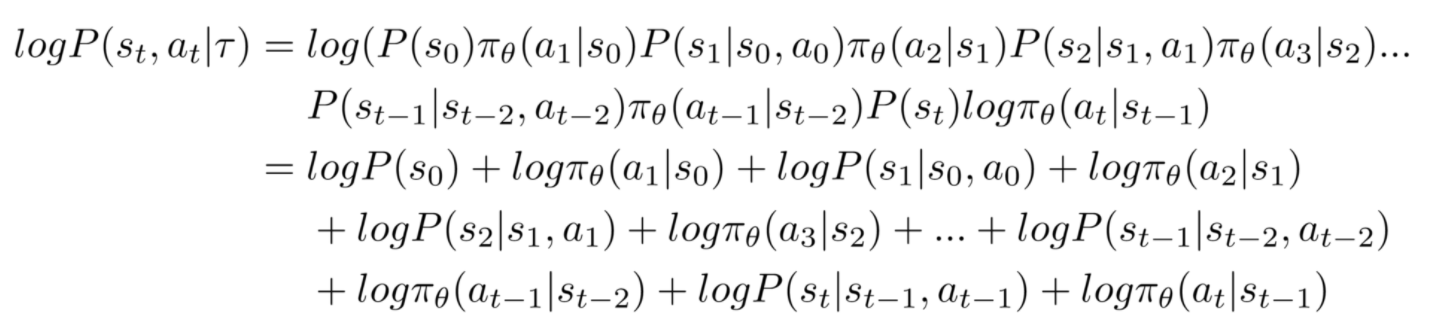 logP(s_t, a_t|τ) = log(P(s_0)π_θ(a_1|s_0)P(s_1|s_0, a_0)π_θ(a_2|s_1)P(s_2|s_1, a_1)π_θ(a_3|s_2)...
P(s_{t−1}|s_{t−2}, a_{t−2})π_θ(a_{t−1}|s_{t−2})P(s_t)logπ_θ(a_t|s_{t−1})
= logP(s_0) + logπ_θ(a_1|s_0) + logP(s_1|s_0, a_0) + logπ_θ(a_2|s_1)
+ logP(s_2|s_1, a_1) + logπ_θ(a_3|s_2) + ... + logP(s_{t−1}|s_{t−2}, a_{t−2})
+ logπ_θ(a_{t−1}|s_{t−2}) + logP(s_t|s_{t−1}, a_{t−1}) + logπ_θ(a_t|s_{t−1})